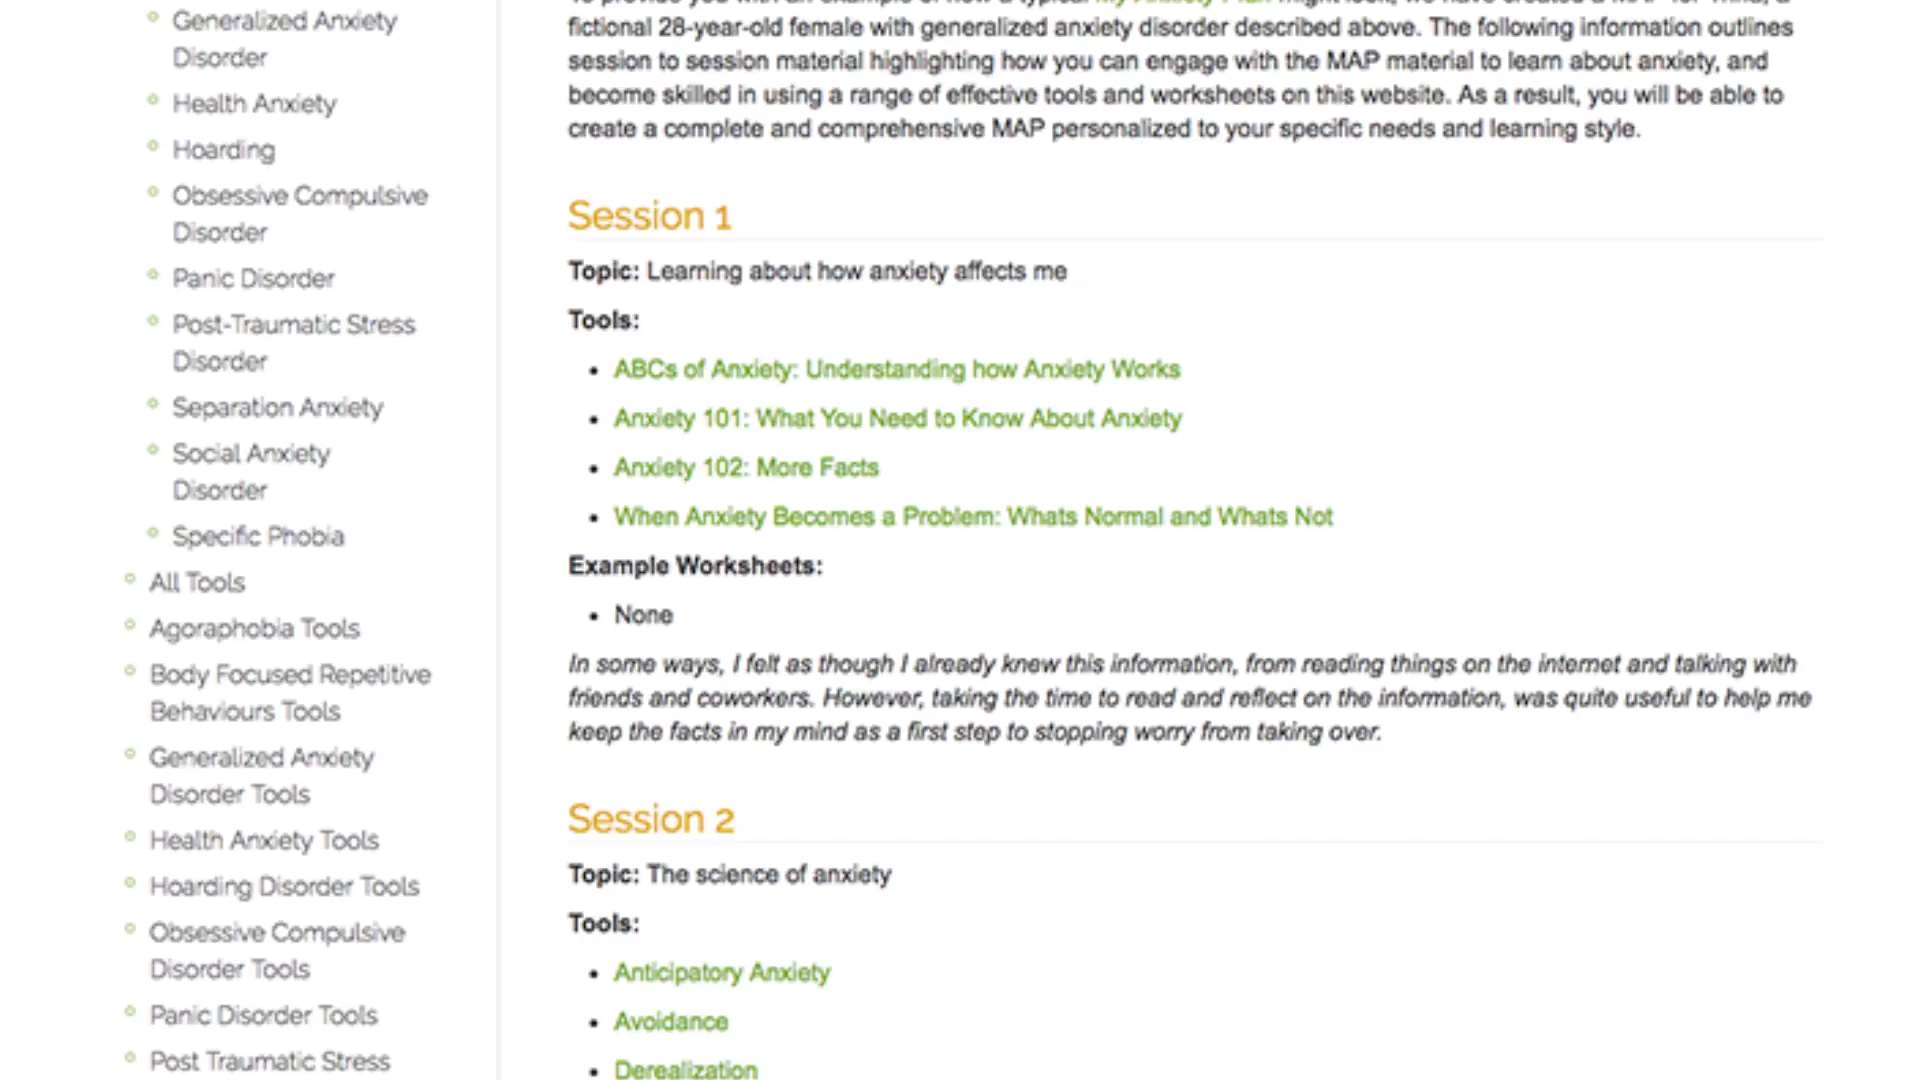 Generalized Anxiety
Disorder
Health Anxiety
Hoarding
Obsessive Compulsive
Disorder
Panic Disorder
Post-Traumatic Stress
Disorder
Separation Anxiety
Social Anxiety
Disorder
Specific Phobia
All Tools
Agoraphobia Tools
Body Focused Repetitive
Behaviours Tools
Generalized Anxiety
Disorder Tools
Health Anxiety Tools
Hoarding Disorder Tools
Obsessive Compulsive
Disorder Tools
Panic Disorder Tools
Post Traumatic Stress
fictional 28-year-old female with generalized anxiety disorder described above. The following information outlines
session to session material highlighting how you can engage with the MAP material to learn about anxiety, and
become skilled in using a range of effective tools and worksheets on this website. As a result, you will be able to
create a complete and comprehensive MAP personalized to your specific needs and learning style.
Session 1
Topic: Learning about how anxiety affects me
Tools:
ABCs of Anxiety: Understanding how Anxiety Works
Anxiety 101: What You Need to Know About Anxiety
Anxiety 102: More Facts
When Anxiety Becomes a Problem: Whats Normal and Whats Not
Example Worksheets:
None
In some ways, I felt as though I already knew this information, from reading things on the internet and talking with
friends and coworkers. However, taking the time to read and reflect on the information, was quite useful to help me
keep the facts in my mind as a first step to stopping worry from taking over.
Session 2
Topic: The science of anxiety
Tools:
Anticipatory Anxiety
Avoidance
Derealization